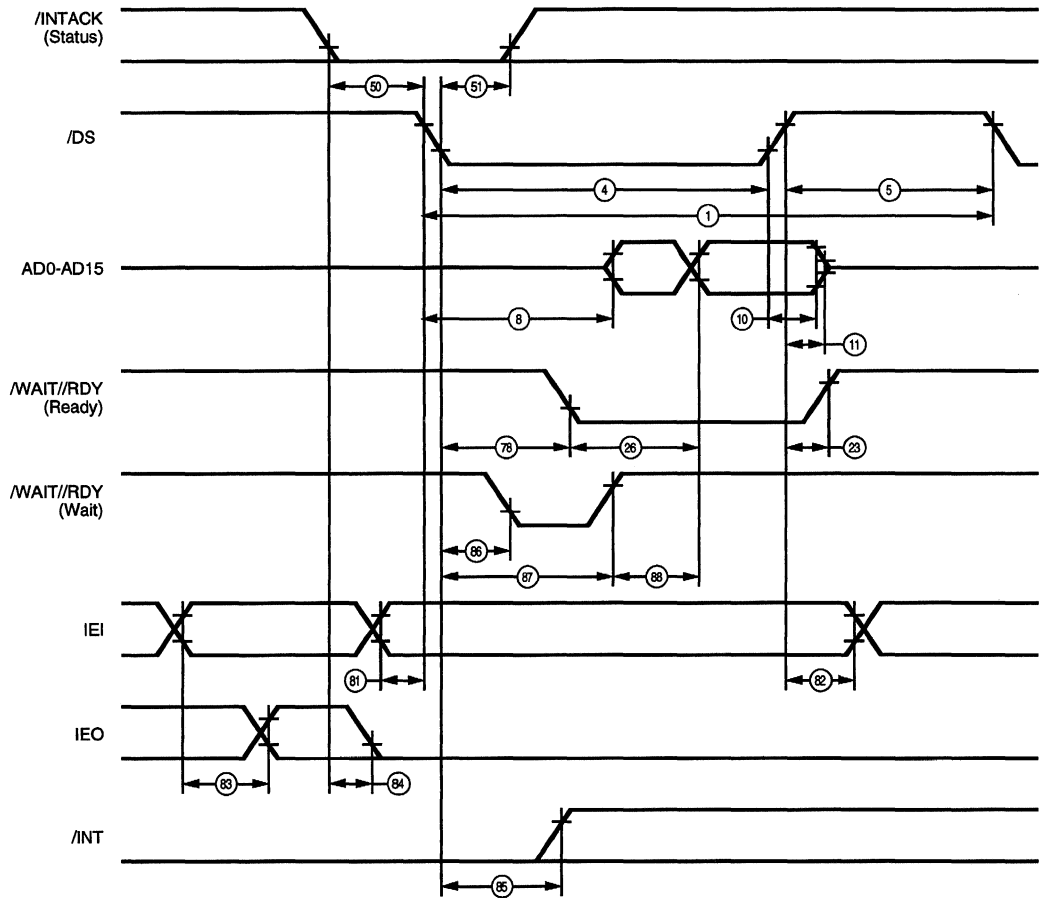 /INTACK
(Status)
50
51
/DS
4
5
1
AD0-AD15
8
10
11
/WAIT//RDY
(Ready)
78
26
23
/WAIT//RDY
(Wait)
86
87
88
IEI
81
82
IEO
83
84
/INT
85